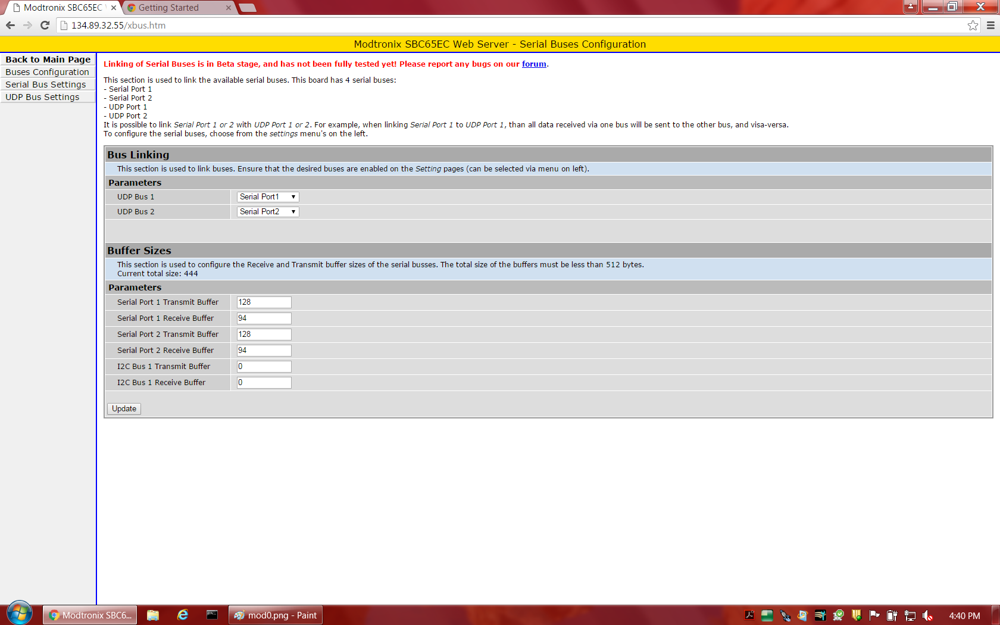 Modtronix SBC65EC
Getting Started
134.89.32.55/xbus.htm
Modtronix SBC65EC Web Server - Serial Buses Configuration
Back to Main Page
Buses Configuration
Serial Bus Settings
UDP Bus Settings
Linking of Serial Buses is in Beta stage, and has not been fully tested yet! Please report any bugs on our forum.
This section is used to link the available serial buses. This board has 4 serial buses:
- Serial Port 1
- Serial Port 2
- UDP Port 1
- UDP Port 2
It is possible to link Serial Port 1 or 2 with UDP Port 1 or 2. For example, when linking Serial Port 1 to UDP Port 1, than all data received via one bus will be sent to the other bus, and visa-versa.
To configure the serial buses, choose from the settings menu's on the left.
Bus Linking
This section is used to link buses. Ensure that the desired buses are enabled on the Setting pages (can be selected via menu on left).
Parameters
UDP Bus 1 Serial Port1
UDP Bus 2 Serial Port2
Buffer Sizes
This section is used to configure the Receive and Transmit buffer sizes of the serial busses. The total size of the buffers must be less than 512 bytes.
Current total size: 444
Parameters
Serial Port 1 Transmit Buffer 128
Serial Port 1 Receive Buffer 94
Serial Port 2 Transmit Buffer 128
Serial Port 2 Receive Buffer 94
I2C Bus 1 Transmit Buffer 0
I2C Bus 1 Receive Buffer 0
Update
Modtronix SBC6...
mod0.png - Paint
4:40 PM